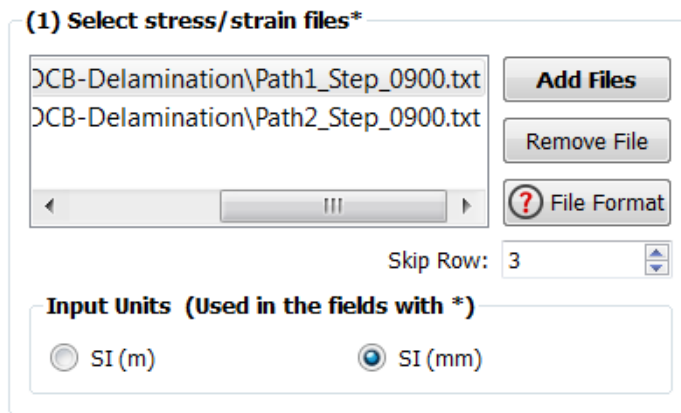 (1) Select stress/strain files*
DCB-Delamination\Path1_Step_0900.txt
Add Files
DCB-Delamination\Path2_Step_0900.txt
Remove File
? File Format
Skip Row: 3
Input Units (Used in the fields with *)
SI (m) SI (mm)